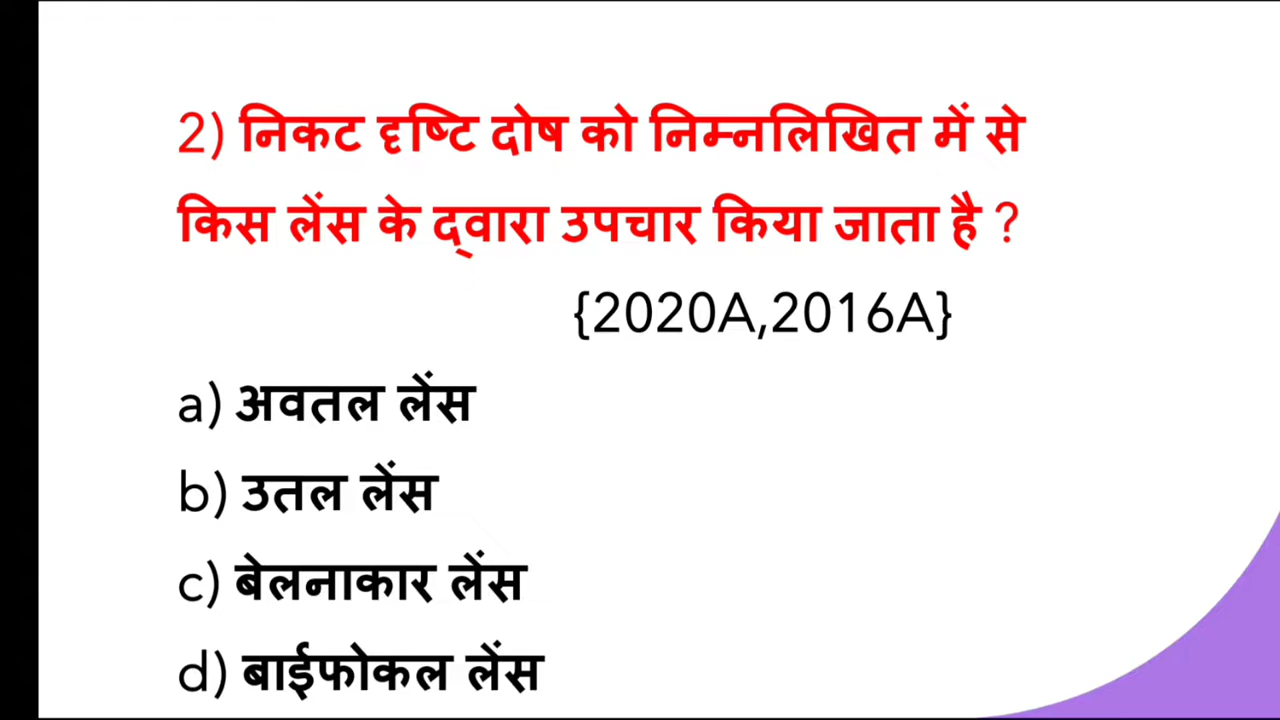 2) निकट दृष्टि दोष को निम्नलिखित में से
किस लेंस के द्वारा उपचार किया जाता है ?
{2020A,2016A}
a) अवतल लेंस
b) उतल लेंस
c) बेलनाकार लेंस
d) बाईफोकल लेंस